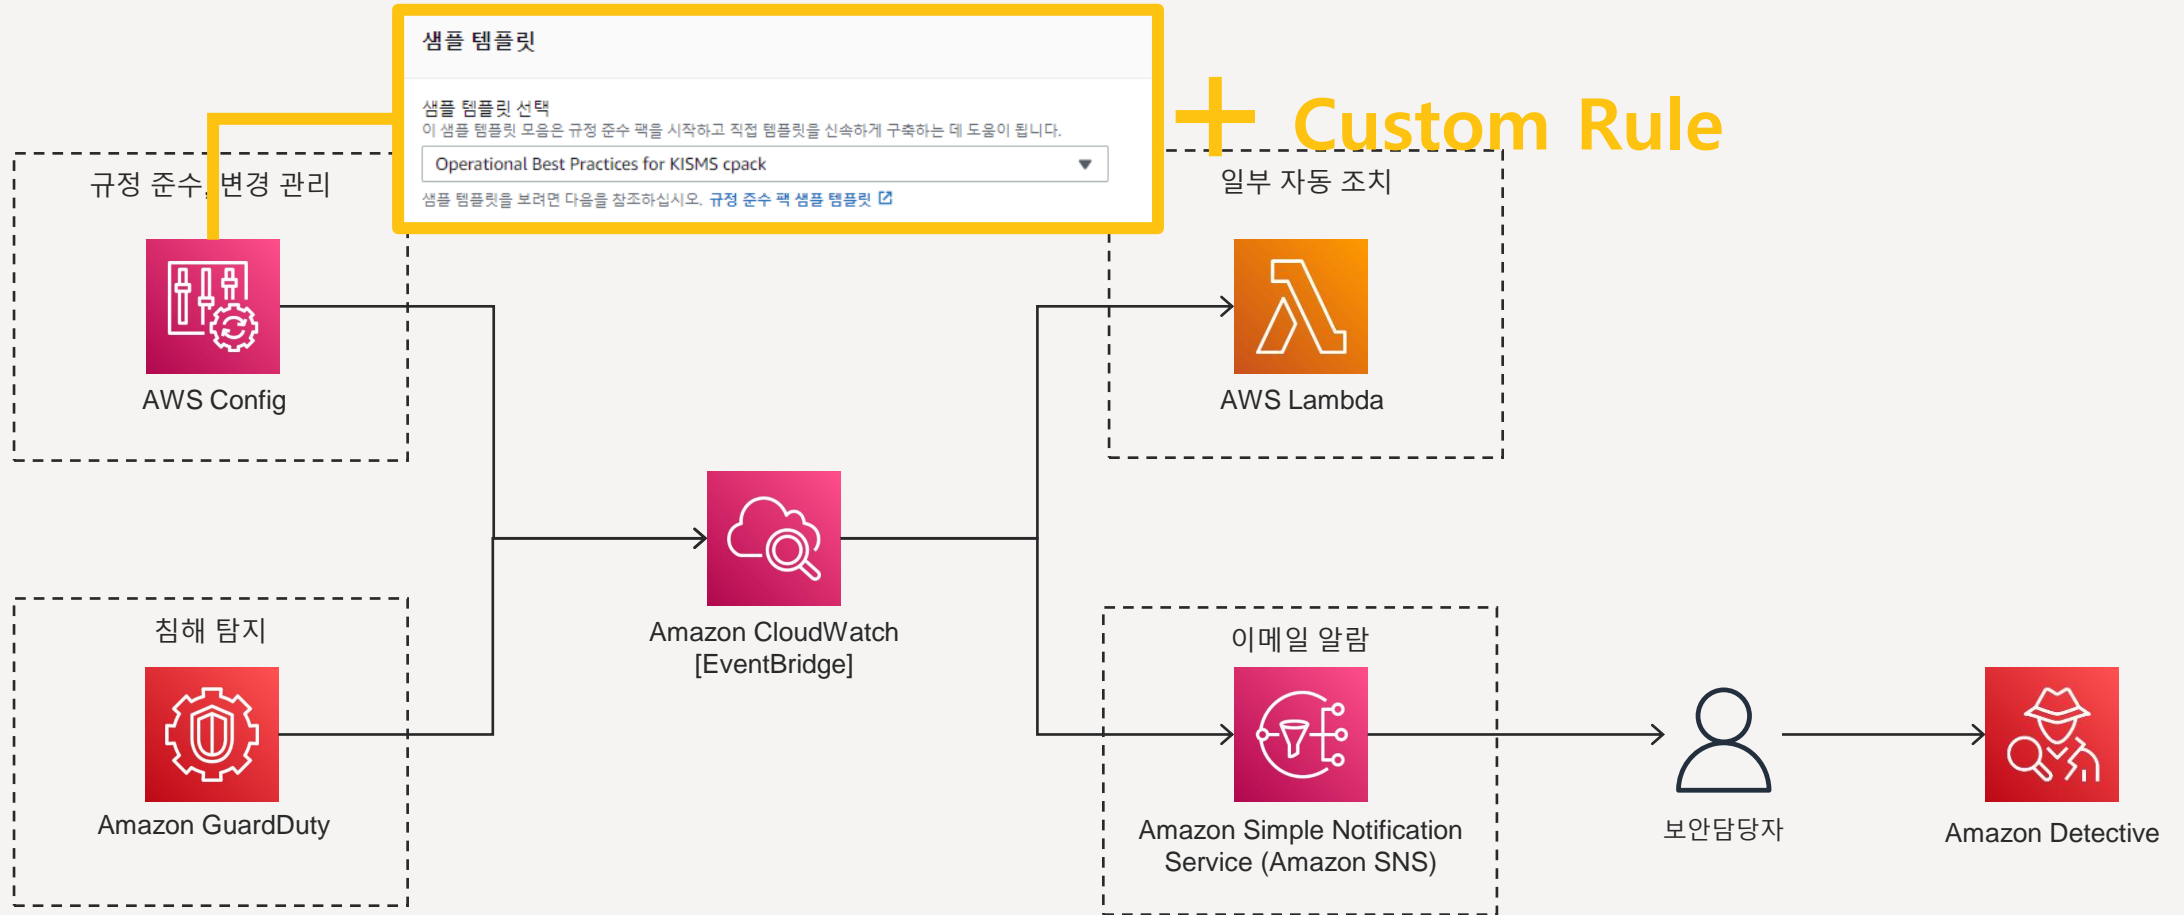 샘플 템플릿
샘플 템플릿 선택
이 샘플 템플릿 모음은 규정 준수 팩을 시작하고 직접 템플릿을 신속하게 구축하는 데 도움이 됩니다.
Operational Best Practices for KISMS cpack
샘플 템플릿을 보려면 다음을 참조하십시오. 규정 준수 팩 샘플 템플릿
+ Custom Rule
규정 준수, 변경 관리
AWS Config
일부 자동 조치
AWS Lambda
Amazon CloudWatch
[EventBridge]
침해 탐지
Amazon GuardDuty
이메일 알람
Amazon Simple Notification
Service (Amazon SNS)
보안담당자
Amazon Detective